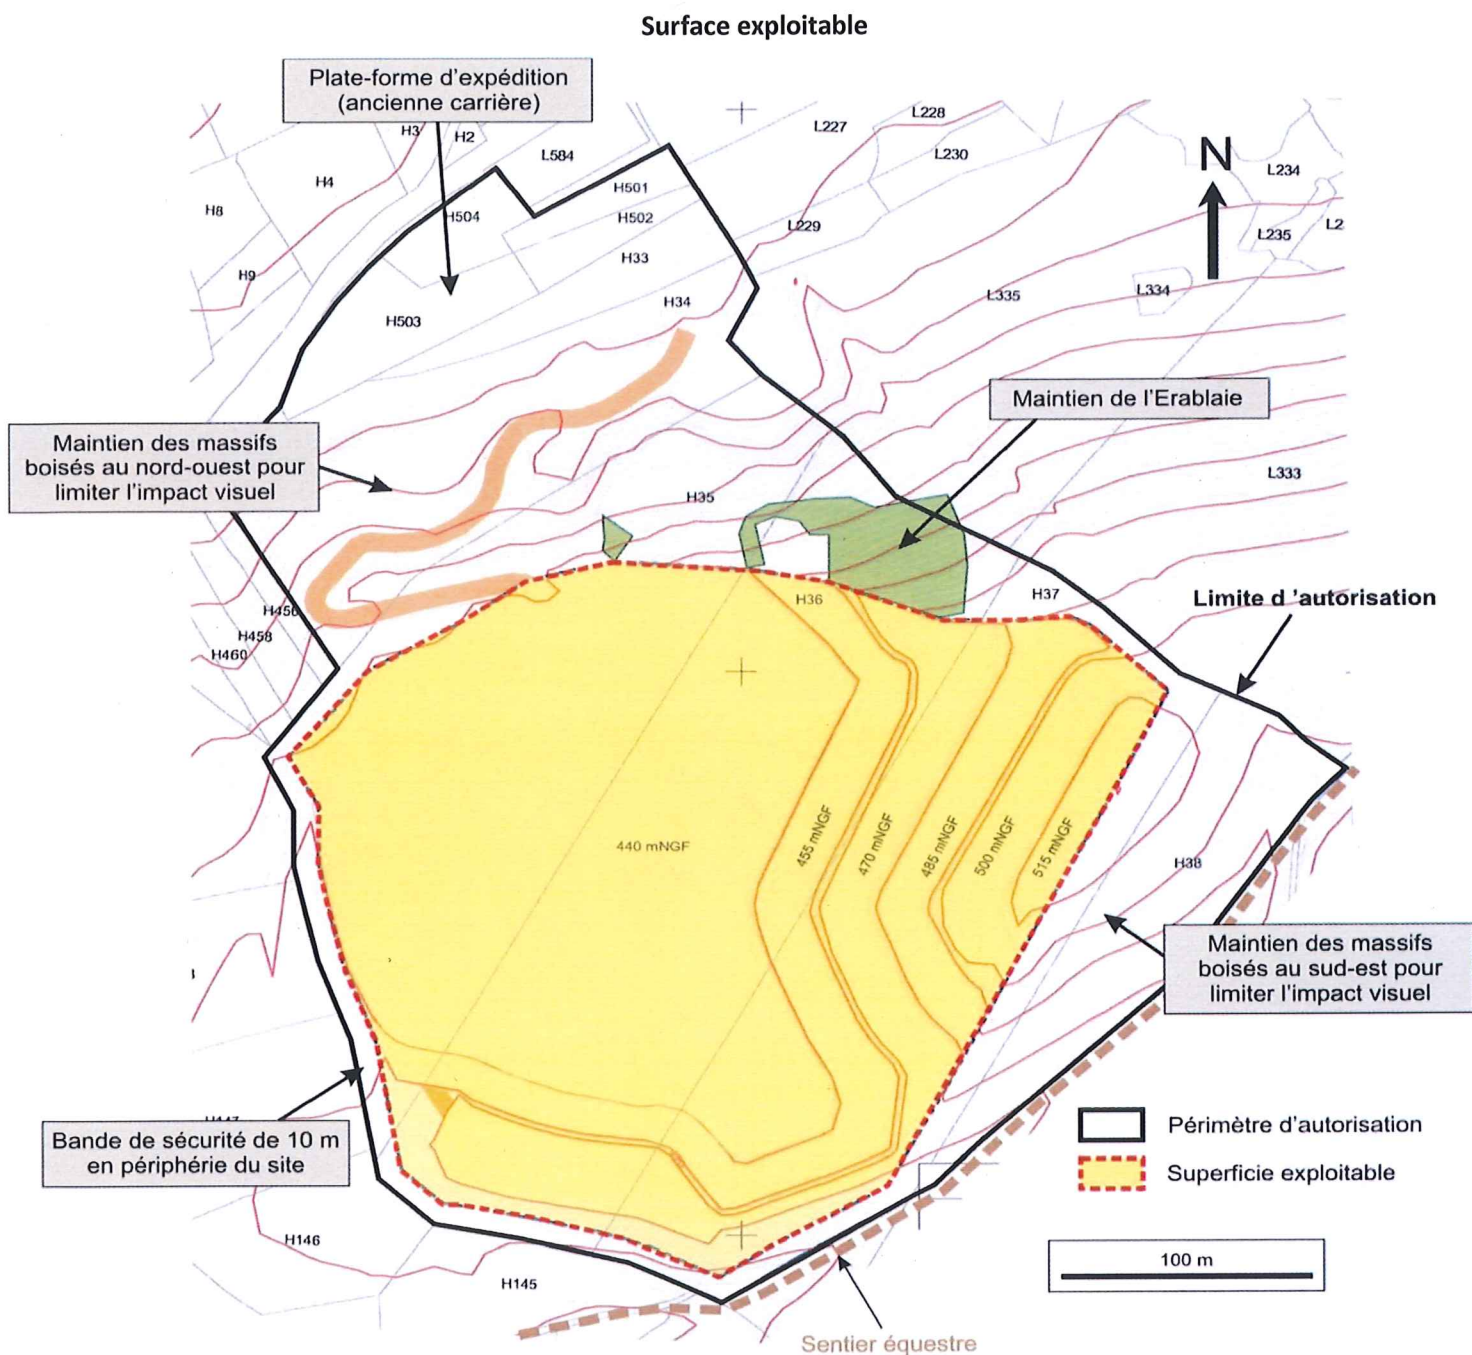 Surface exploitable
Plate-forme d'expédition
(ancienne carrière)
H3
H2
L227
L228
L584
L230
N
H4
H501
L234
H8
H504
H502
L229
L235
L2
H33
H9
H34
L335
L334
H503
Maintien de l'Erablaie
Maintien des massifs
boisés au nord-ouest pour
limiter l'impact visuel
H35
L333
H456
H36
H37
Limite d 'autorisation
H458
H460
440 mNGF
455 mNGF
470 mNGF
485 mNGF
500 mNGF
515 mNGF
H38
Maintien des massifs
boisés au sud-est pour
limiter l'impact visuel
Bande de sécurité de 10 m
en périphérie du site
Périmètre d'autorisation
Superficie exploitable
H146
H145
100 m
Sentier équestre